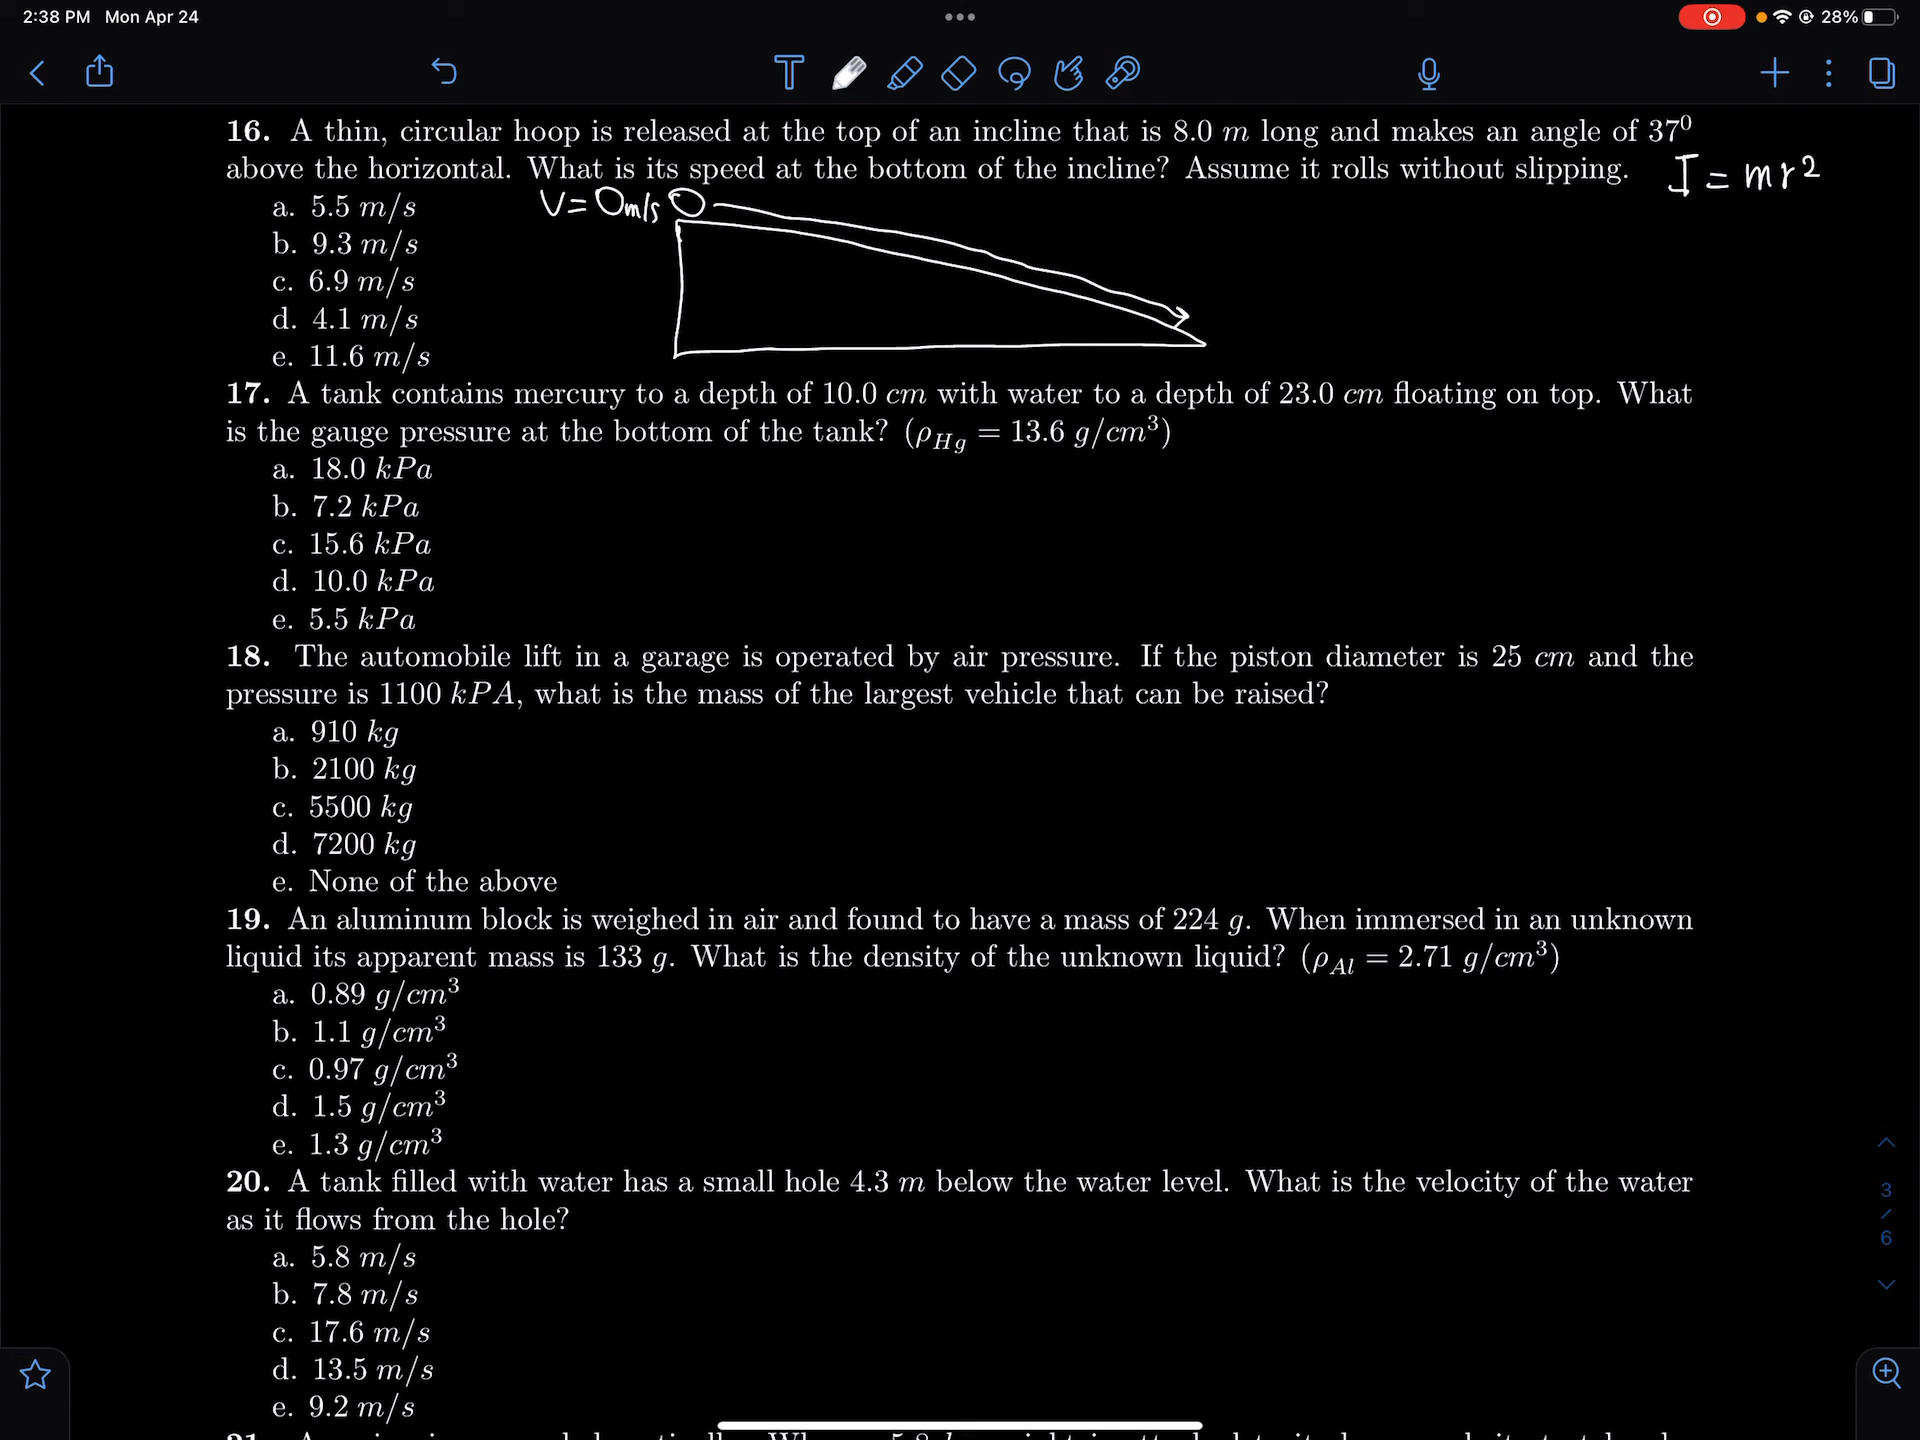 2:38 PM Mon Apr 24
28%
16. A thin, circular hoop is released at the top of an incline that is 8.0 m long and makes an angle of 37⁰
above the horizontal. What is its speed at the bottom of the incline? Assume it rolls without slipping.
I = mr²
a. 5.5 m/s
V = 0m/s
b. 9.3 m/s
c. 6.9 m/s
d. 4.1 m/s
e. 11.6 m/s
17. A tank contains mercury to a depth of 10.0 cm with water to a depth of 23.0 cm floating on top. What
is the gauge pressure at the bottom of the tank? (ρHg = 13.6 g/cm³)
a. 18.0 kPa
b. 7.2 kPa
c. 15.6 kPa
d. 10.0 kPa
e. 5.5 kPa
18. The automobile lift in a garage is operated by air pressure. If the piston diameter is 25 cm and the
pressure is 1100 kPA, what is the mass of the largest vehicle that can be raised?
a. 910 kg
b. 2100 kg
c. 5500 kg
d. 7200 kg
e. None of the above
19. An aluminum block is weighed in air and found to have a mass of 224 g. When immersed in an unknown
liquid its apparent mass is 133 g. What is the density of the unknown liquid? (ρAl = 2.71 g/cm³)
a. 0.89 g/cm³
b. 1.1 g/cm³
c. 0.97 g/cm³
d. 1.5 g/cm³
e. 1.3 g/cm³
20. A tank filled with water has a small hole 4.3 m below the water level. What is the velocity of the water
as it flows from the hole?
a. 5.8 m/s
b. 7.8 m/s
c. 17.6 m/s
d. 13.5 m/s
e. 9.2 m/s
3
/
6